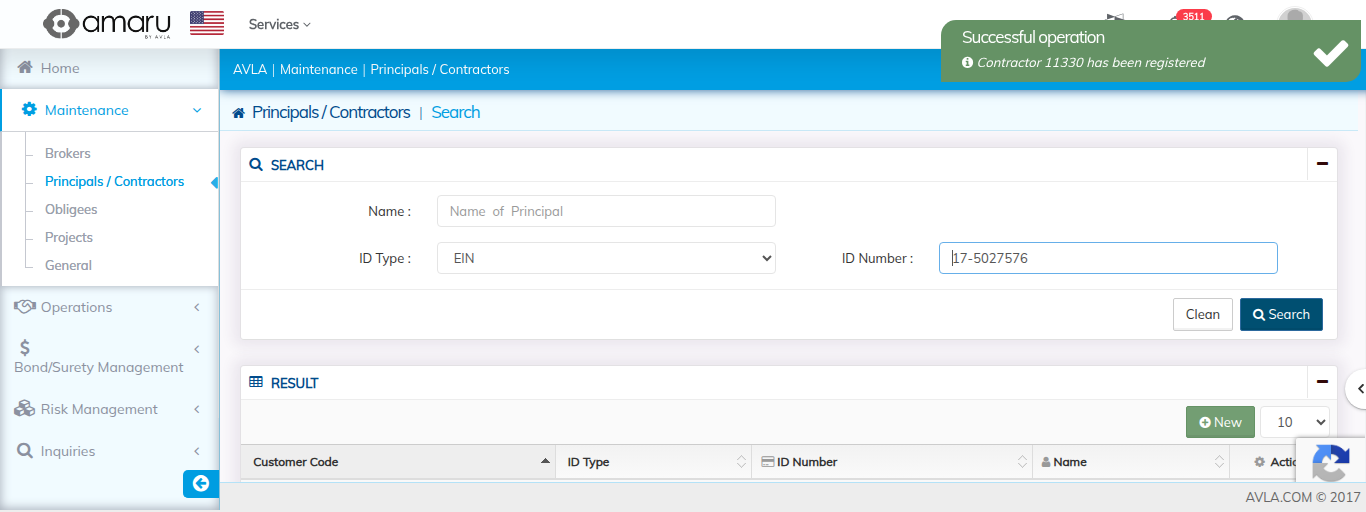 amaru
BY AVLA
Services
3511
Successful operation
Contractor 11330 has been registered
Home
AVLA | Maintenance | Principals / Contractors
Maintenance
Principals / Contractors | Search
Brokers
Principals / Contractors
Obligees
Projects
General
SEARCH
Name :
Name of Principal
ID Type :
EIN
ID Number :
17-5027576
Clean
Search
Operations
Bond/Surety Management
Risk Management
Inquiries
RESULT
New
10
Customer Code
ID Type
ID Number
Name
Actic
AVLA.COM © 2017